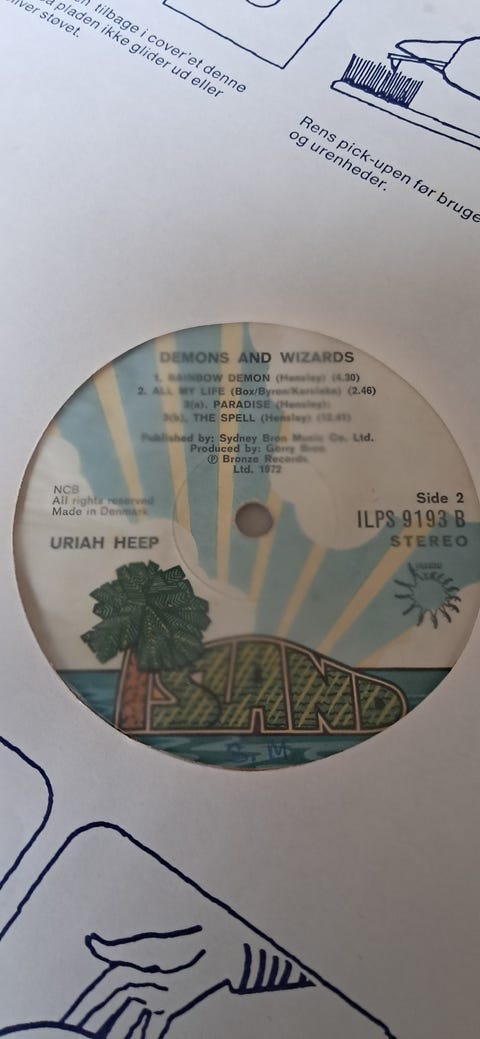 tilbage i cover'et denne
pladen ikke glider ud eller
støvet.
Rens pick-upen før bruge
og urenheder.
DEMONS AND WIZARDS
1. RAINBOW DEMON (Hensley) (4.30)
2. ALL MY LIFE (Box/Byron/Kerslake) (2.46)
3(a). PARADISE (Hensley)
3(b). THE SPELL (Hensley) (12.41)
Published by: Sydney Bron Music Co. Ltd.
Produced by: Gerry Bron
℗ Bronze Records
Ltd. 1972
NCB
All rights reserved
Made in Denmark
Side 2
ILPS 9193 B
STEREO
URIAH HEEP
ISLAND
S. M